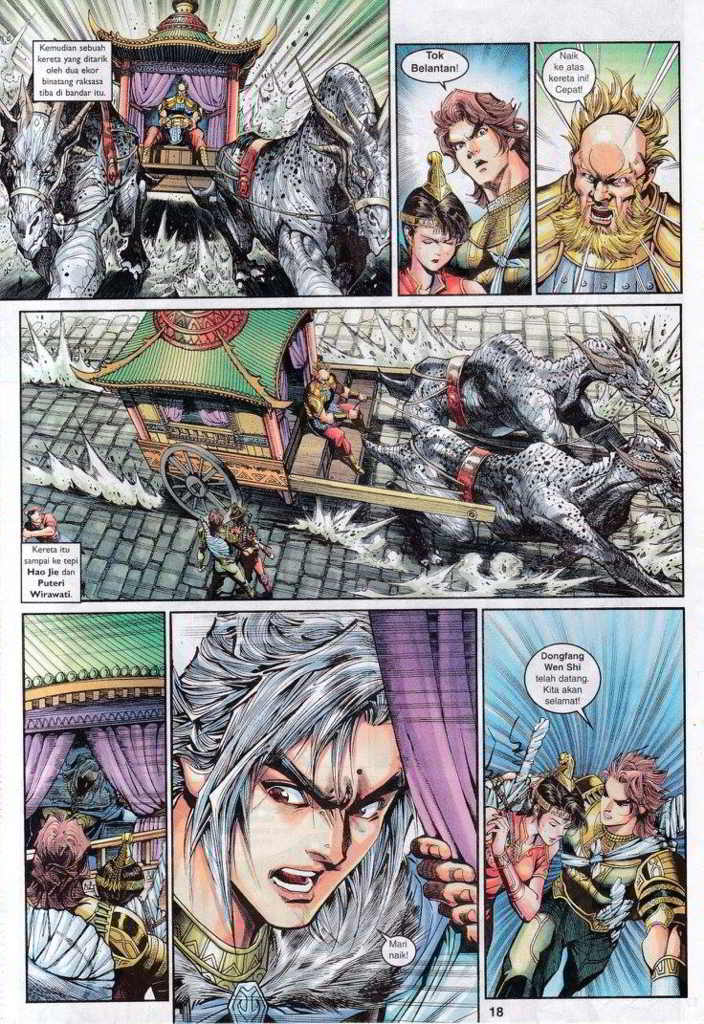 Kemudian sebuah
kereta yang ditarik
oleh dua ekor
binatang raksasa
tiba di bandar itu.
Tok
Belantan!
Naik
ke atas
kereta ini!
Cepat!
Kereta itu
sampai ke tepi
Hao Jie dan
Puteri
Wirawati.
Mari
naik!
Dongfang
Wen Shi
telah datang.
Kita akan
selamat!
18